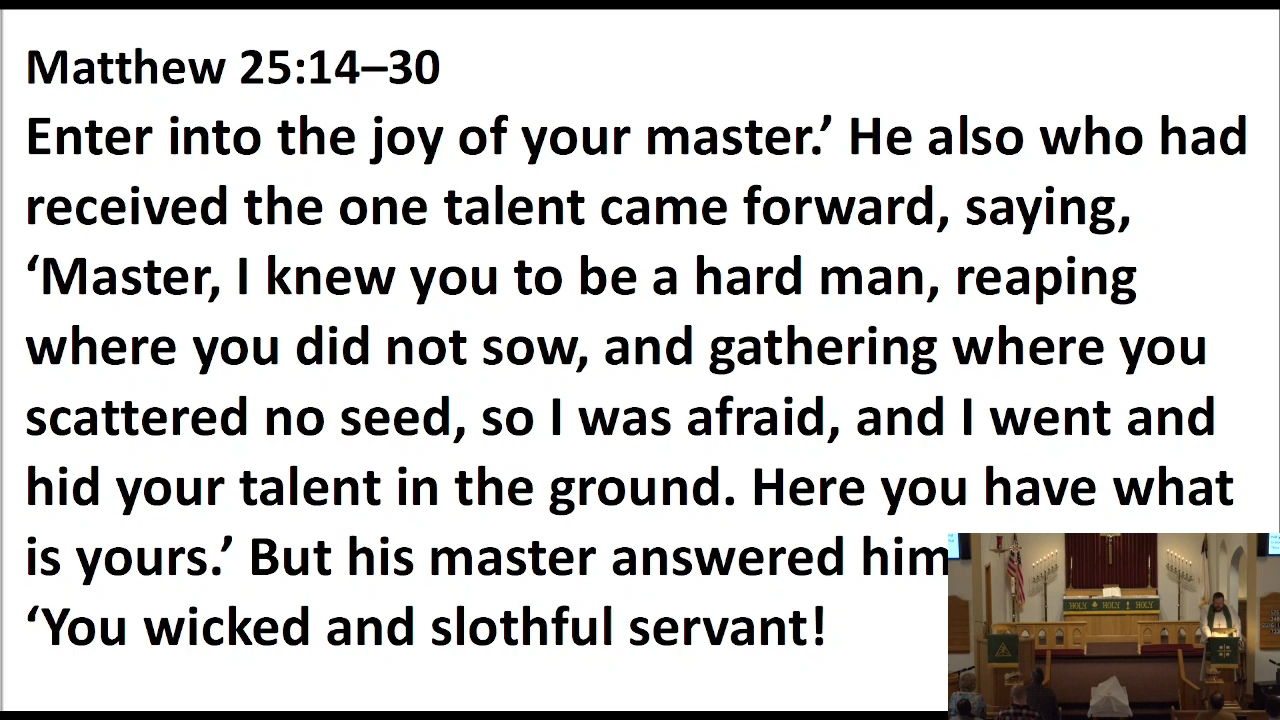 Matthew 25:14–30
Enter into the joy of your master.’ He also who had
received the one talent came forward, saying,
‘Master, I knew you to be a hard man, reaping
where you did not sow, and gathering where you
scattered no seed, so I was afraid, and I went and
hid your talent in the ground. Here you have what
is yours.’ But his master answered him
‘You wicked and slothful servant!
HOLY HOLY HOLY